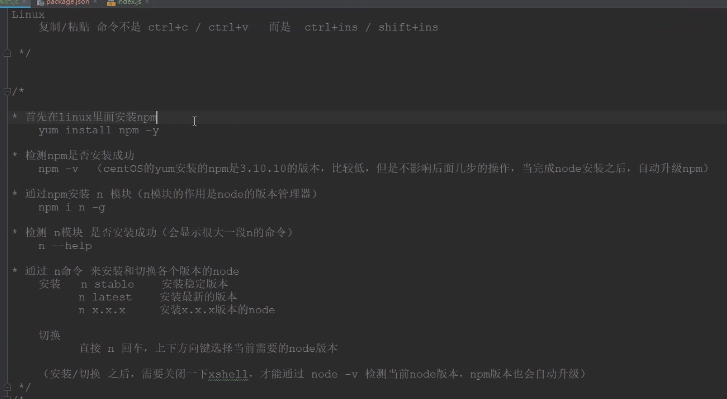 package.json  index.js
Linux
复制/粘贴 命令不是 ctrl+c / ctrl+v 而是 ctrl+ins / shift+ins
*/
/*
* 首先在linux里面安装npm
yum install npm -y
* 检测npm是否安装成功
npm -v （centOS的yum安装的npm是3.10.10的版本，比较低，但是不影响后面几步的操作，当完成node安装之后，自动升级npm）
* 通过npm安装 n 模块（n模块的作用是node的版本管理器）
npm i n -g
* 检测 n模块 是否安装成功（会显示很大一段n的命令）
n --help
* 通过 n命令 来安装和切换各个版本的node
安装 n stable 安装稳定版本
n latest 安装最新的版本
n x.x.x 安装x.x.x版本的node
切换
直接 n 回车，上下方向键选择当前需要的node版本
（安装/切换 之后，需要关闭一下xshell，才能通过 node -v 检测当前node版本，npm版本也会自动升级）
*/
/*